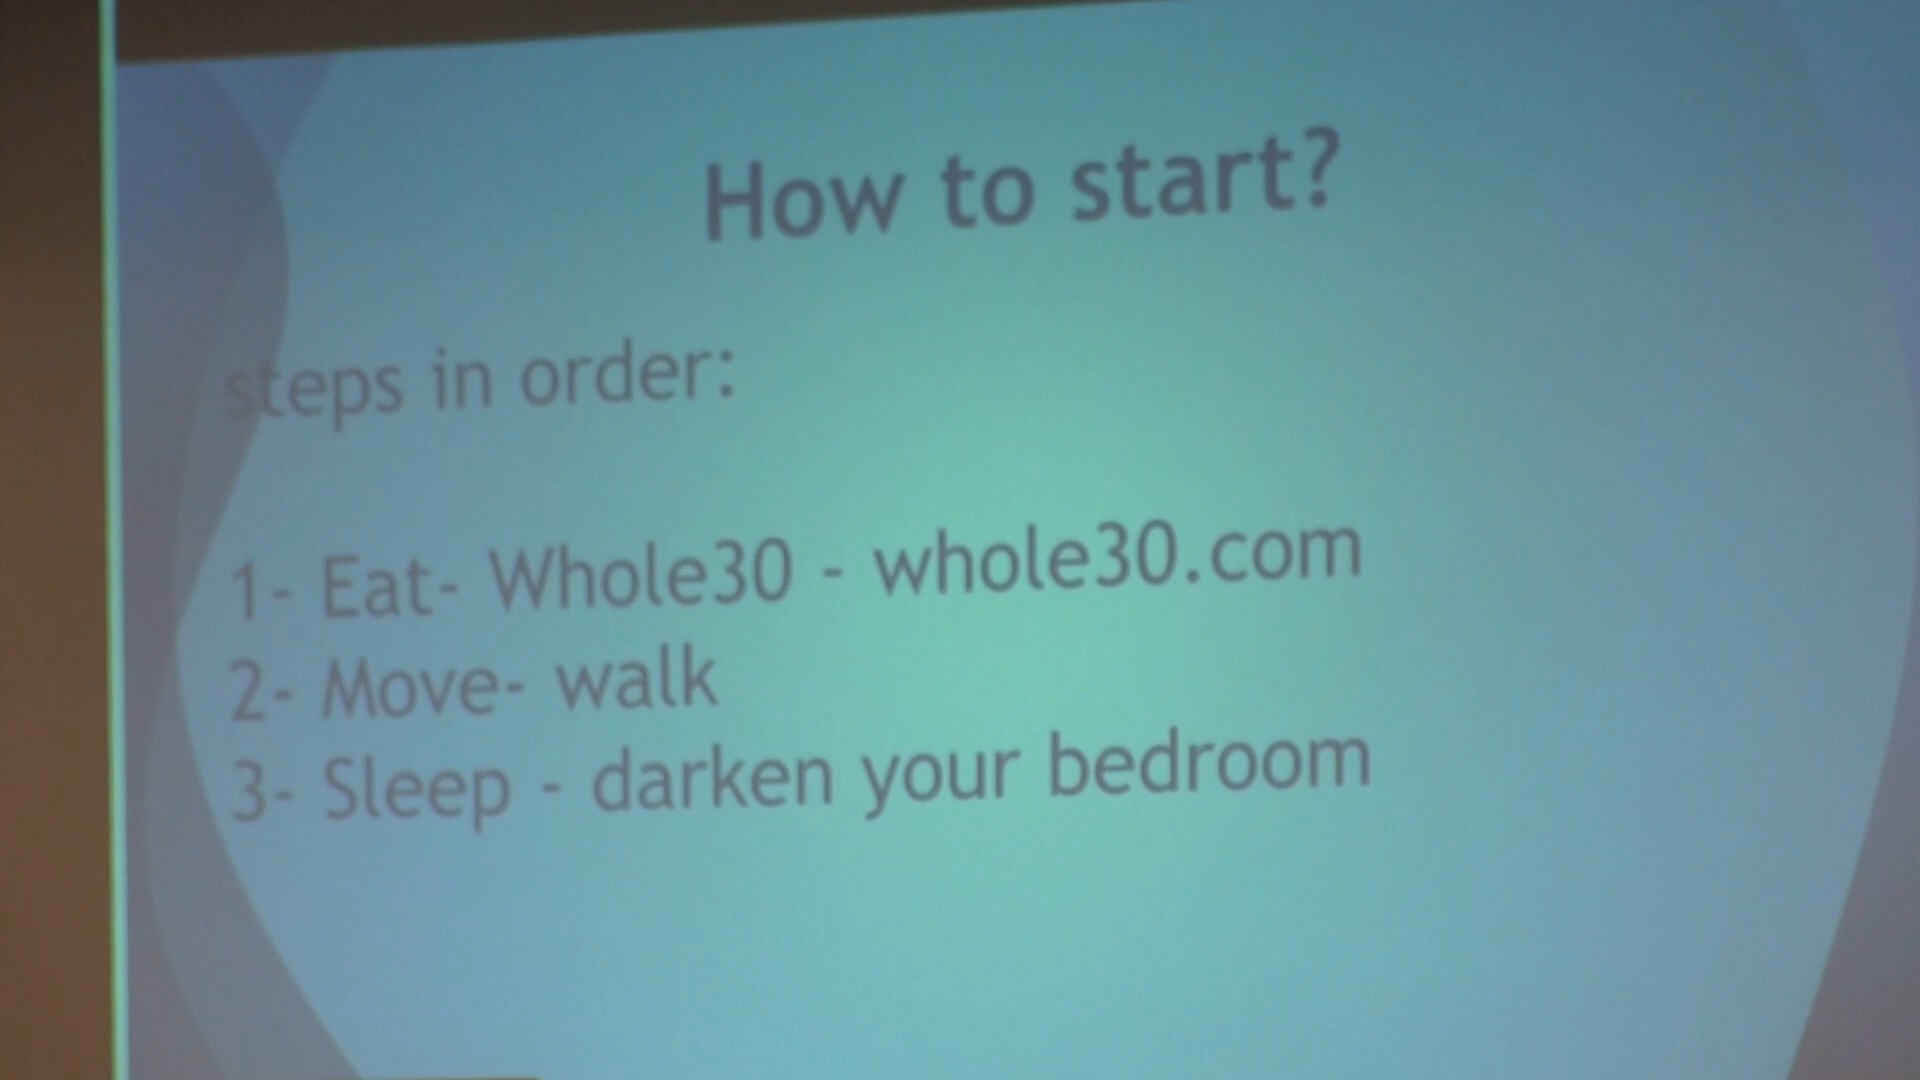 How to start?
steps in order:
1- Eat- Whole30 - whole30.com
2- Move- walk
3- Sleep - darken your bedroom